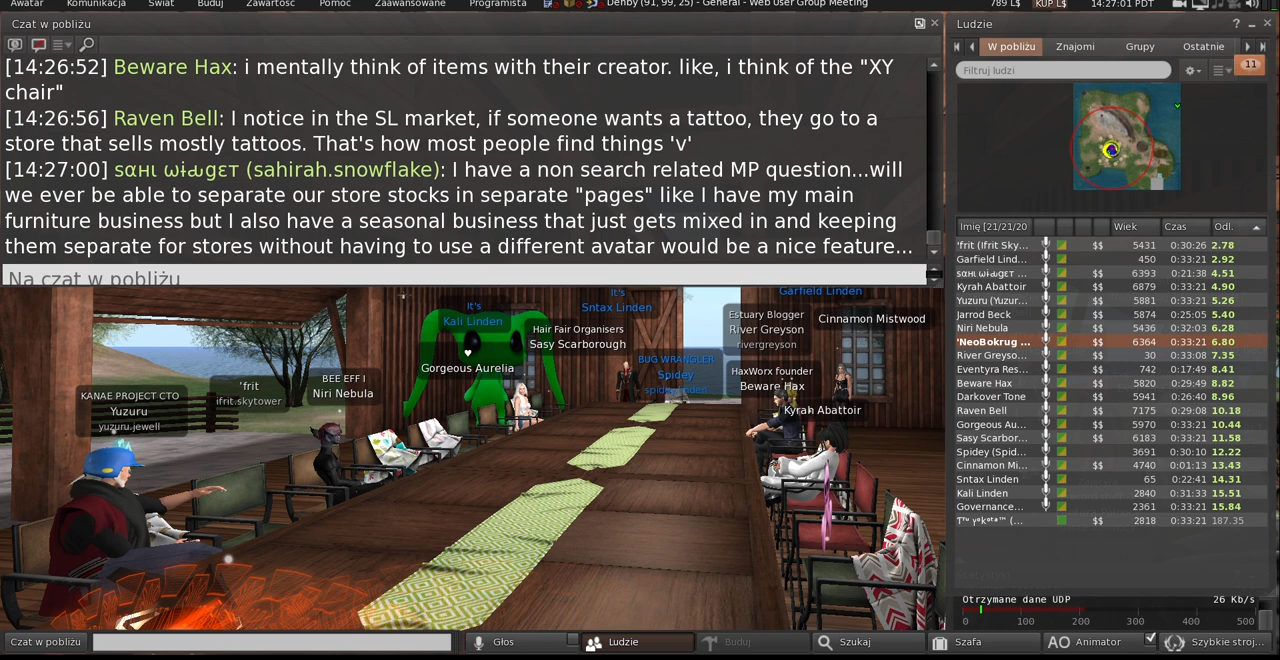 Awatar Komunikacja Świat Buduj Zawartość Pomoc Zaawansowane Programista Denby (91, 99, 25) - General - Web User Group Meeting 789 L$ KUP L$ 14:27:01 PDT
Czat w pobliżu
[14:26:52] Beware Hax: i mentally think of items with their creator. like, i think of the "XY
chair"
[14:26:56] Raven Bell: I notice in the SL market, if someone wants a tattoo, they go to a
store that sells mostly tattoos. That's how most people find things 'v'
[14:27:00] sαнι ωι∂gεт (sahirah.snowflake): I have a non search related MP question...will
we ever be able to separate our store stocks in separate "pages" like I have my main
furniture business but I also have a seasonal business that just gets mixed in and keeping
them separate for stores without having to use a different avatar would be a nice feature...
Na czat w pobliżu
It's
Kali Linden
It's
Sntax Linden
Garfield Linden
Hair Fair Organisers
Sasy Scarborough
Estuary Blogger
River Greyson
rivergreyson
Cinnamon Mistwood
Gorgeous Aurelia
BUG WRANGLER
Spidey
spidey.linden
HaxWorx founder
Beware Hax
Kyrah Abattoir
KANAE PROJECT CTO
Yuzuru
yuzuru.jewell
'frit
ifrit.skytower
BEE EFF I
Niri Nebula
Ludzie
W pobliżu Znajomi Grupy Ostatnie
Filtruj ludzi
11
Imię [21/21/20 Wiek Czas Odl.
'frit (Ifrit Sky... $$ 5431 0:30:26 2.78
Garfield Lind... 450 0:33:21 2.92
$$ 6393 0:21:38 4.51
Kyrah Abattoir $$ 6879 0:21:34 4.90
Yuzuru (Yuzur... $$ 5881 0:21:34 5.26
Jarrod Beck $$ 5874 0:25:05 5.40
Niri Nebula $$ 5436 0:32:03 6.28
'NeoBokrug ... $$ 6364 0:33:21 6.80
River Greyso... 30 0:33:08 7.35
Eventyra Res... 742 0:17:49 8.41
Beware Hax $$ 5820 0:29:49 8.82
Darkover Tone $$ 5941 0:26:40 8.96
Raven Bell $$ 7175 0:29:08 10.18
Gorgeous Au... $$ 5970 0:33:21 10.44
Sasy Scarbor... $$ 6183 0:33:21 11.58
Spidey (Spid... 3691 0:30:10 12.22
Cinnamon Mi... $$ 4740 0:01:13 13.43
Sntax Linden 65 0:22:41 14.31
Kali Linden 2840 0:31:33 15.51
Governance... 2361 0:33:21 15.84
$$ 2818 0:33:21 187.35
Otrzymane dane UDP 26 Kb/s
0 100 300 400 500
Czat w pobliżu Głos Ludzie Buduj Szukaj Szafa AO Animator Szybkie stroj...